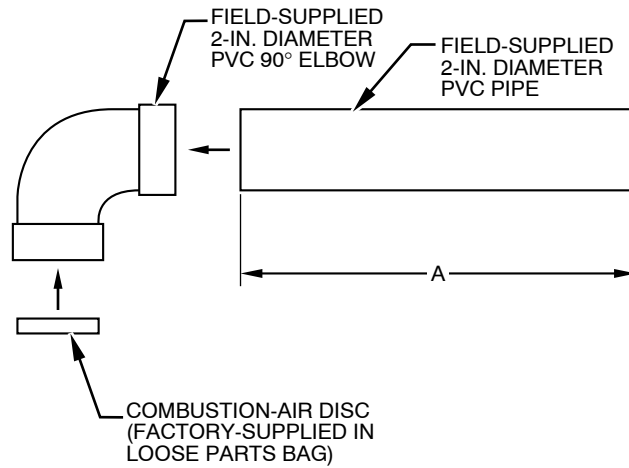 FIELD-SUPPLIED
2-IN. DIAMETER
PVC 90° ELBOW
FIELD-SUPPLIED
2-IN. DIAMETER
PVC PIPE
A
COMBUSTION-AIR DISC
(FACTORY-SUPPLIED IN
LOOSE PARTS BAG)